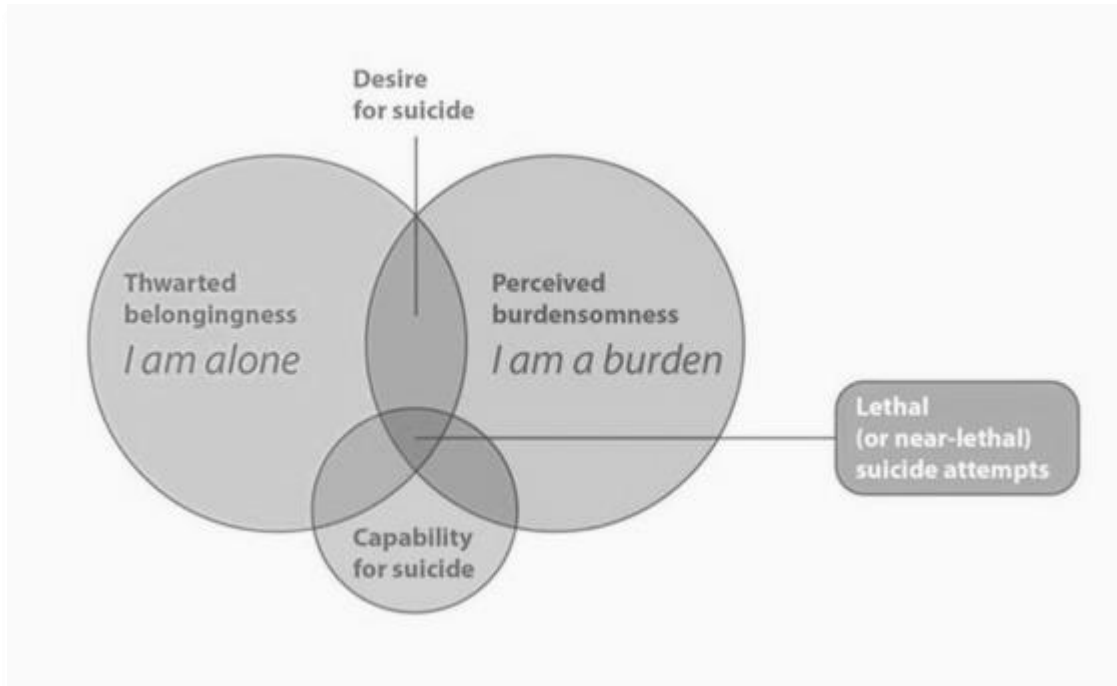 Desire
for suicide
Thwarted
belongingness
I am alone
Perceived
burdensomness
I am a burden
Lethal
(or near-lethal)
suicide attempts
Capability
for suicide